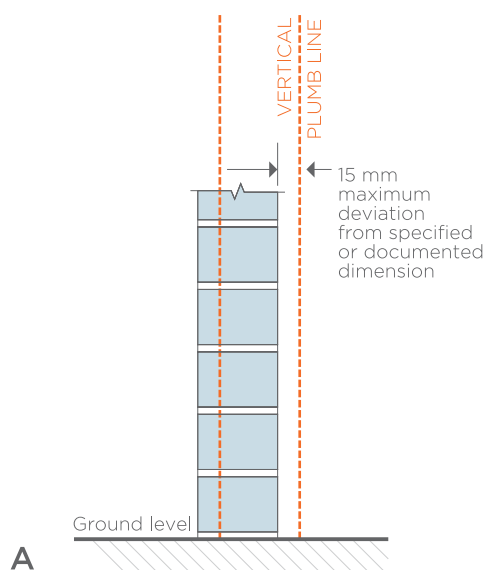 VERTICAL
PLUMB LINE
15 mm
maximum
deviation
from specified
or documented
dimension
Ground level
A